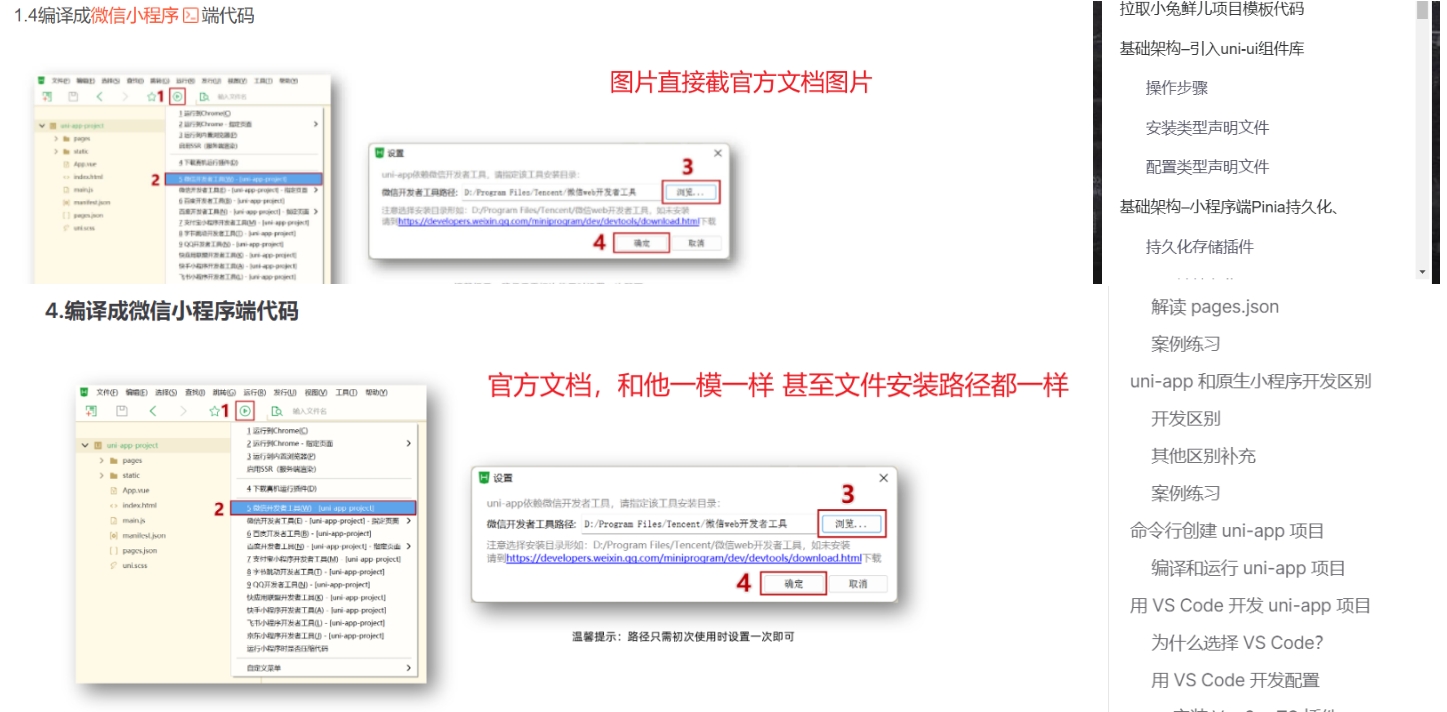 1.4编译成微信小程序端代码
图片直接截官方文档图片
文件(F) 编辑(E) 选择(S) 查找(I) 跳转(G) 运行(R) 发行(U) 视图(V) 工具(T) 帮助(Y)
1
输入文件名
uni-app-project
pages
static
App.vue
index.html
main.js
manifest.json
pages.json
uni.scss
1 运行到Chrome(C)
2 运行到Chrome - 指定页面
3 运行到内置浏览器(P)
启用SSR（服务端渲染）
4 下载真机运行插件(D)
2
5 微信开发者工具(W) - [uni-app-project]
微信开发者工具(E) - [uni-app-project] - 指定页面
6 百度开发者工具(B) - [uni-app-project]
百度开发者工具(N) - [uni-app-project] - 指定页面
7 支付宝小程序开发者工具(M) - [uni-app-project]
8 字节跳动开发者工具(T) - [uni-app-project]
9 QQ开发者工具(N) - [uni-app-project]
快应用联盟开发者工具(K) - [uni-app-project]
快手小程序开发者工具(A) - [uni-app-project]
飞书小程序开发者工具(L) - [uni-app-project]
设置
uni-app依赖微信开发者工具，请指定该工具安装目录：
3
微信开发者工具路径: D:/Program Files/Tencent/微信web开发者工具
浏览...
注意选择安装目录形如：D:/Program Files/Tencent/微信web开发者工具，如未安装
请到https://developers.weixin.qq.com/miniprogram/dev/devtools/download.html下载
4
确定
取消
拉取小兔鲜儿项目模板代码
基础架构–引入uni-ui组件库
操作步骤
安装类型声明文件
配置类型声明文件
基础架构–小程序端Pinia持久化、
持久化存储插件
4.编译成微信小程序端代码
官方文档，和他一模一样 甚至文件安装路径都一样
文件(F) 编辑(E) 选择(S) 查找(I) 跳转(G) 运行(R) 发行(U) 视图(V) 工具(T) 帮助(Y)
1
输入文件名
uni-app-project
pages
static
App.vue
index.html
main.js
manifest.json
pages.json
uni.scss
1 运行到Chrome(C)
2 运行到Chrome - 指定页面
3 运行到内置浏览器(P)
启用SSR（服务端渲染）
4 下载真机运行插件(D)
2
5 微信开发者工具(W) - [uni-app-project]
微信开发者工具(E) - [uni-app-project] - 指定页面
6 百度开发者工具(B) - [uni-app-project]
百度开发者工具(N) - [uni-app-project] - 指定页面
7 支付宝小程序开发者工具(M) - [uni-app-project]
8 字节跳动开发者工具(T) - [uni-app-project]
9 QQ开发者工具(N) - [uni-app-project]
快应用联盟开发者工具(K) - [uni-app-project]
快手小程序开发者工具(A) - [uni-app-project]
飞书小程序开发者工具(L) - [uni-app-project]
京东小程序开发者工具(J) - [uni-app-project]
运行小程序时是否压缩代码
自定义菜单
设置
uni-app依赖微信开发者工具，请指定该工具安装目录：
3
微信开发者工具路径: D:/Program Files/Tencent/微信web开发者工具
浏览...
注意选择安装目录形如：D:/Program Files/Tencent/微信web开发者工具，如未安装
请到https://developers.weixin.qq.com/miniprogram/dev/devtools/download.html下载
4
确定
取消
温馨提示：路径只需初次使用时设置一次即可
解读 pages.json
案例练习
uni-app 和原生小程序开发区别
开发区别
其他区别补充
案例练习
命令行创建 uni-app 项目
编译和运行 uni-app 项目
用 VS Code 开发 uni-app 项目
为什么选择 VS Code？
用 VS Code 开发配置